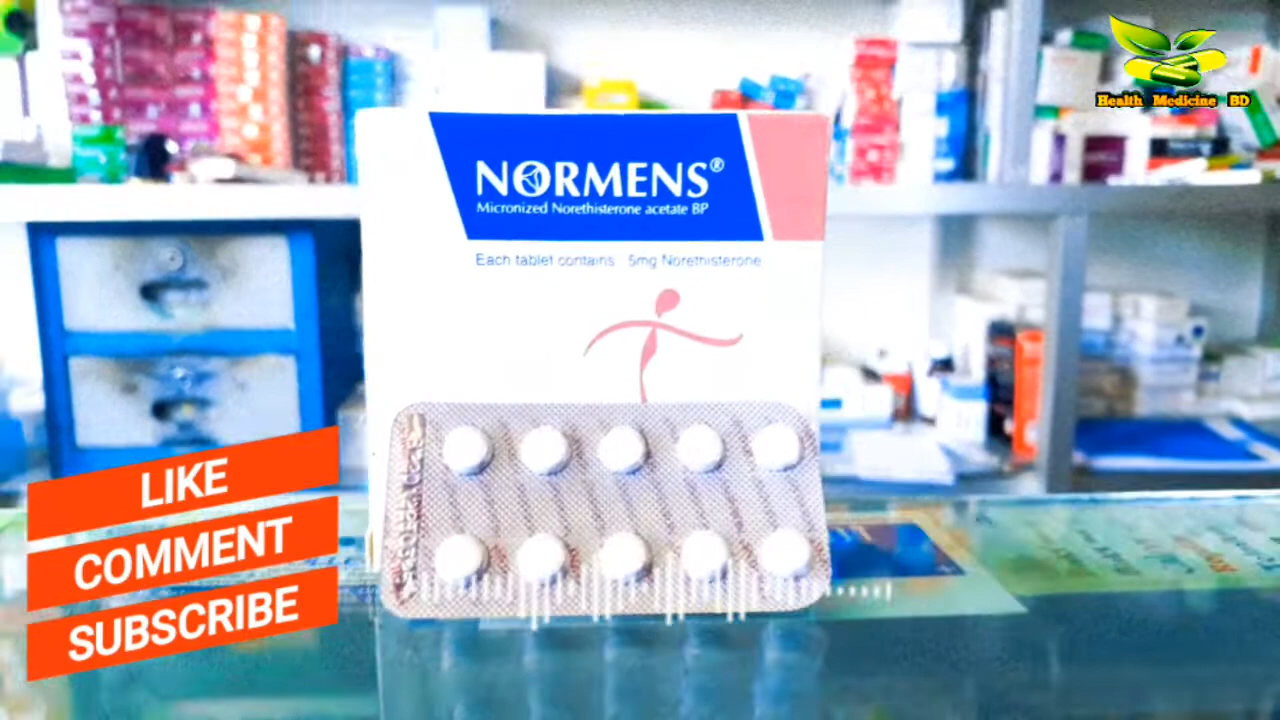 Health Medicine BD
NORMENS®
Micronized Norethisterone acetate BP
Each tablet contains 5mg Norethisterone
LIKE
COMMENT
SUBSCRIBE